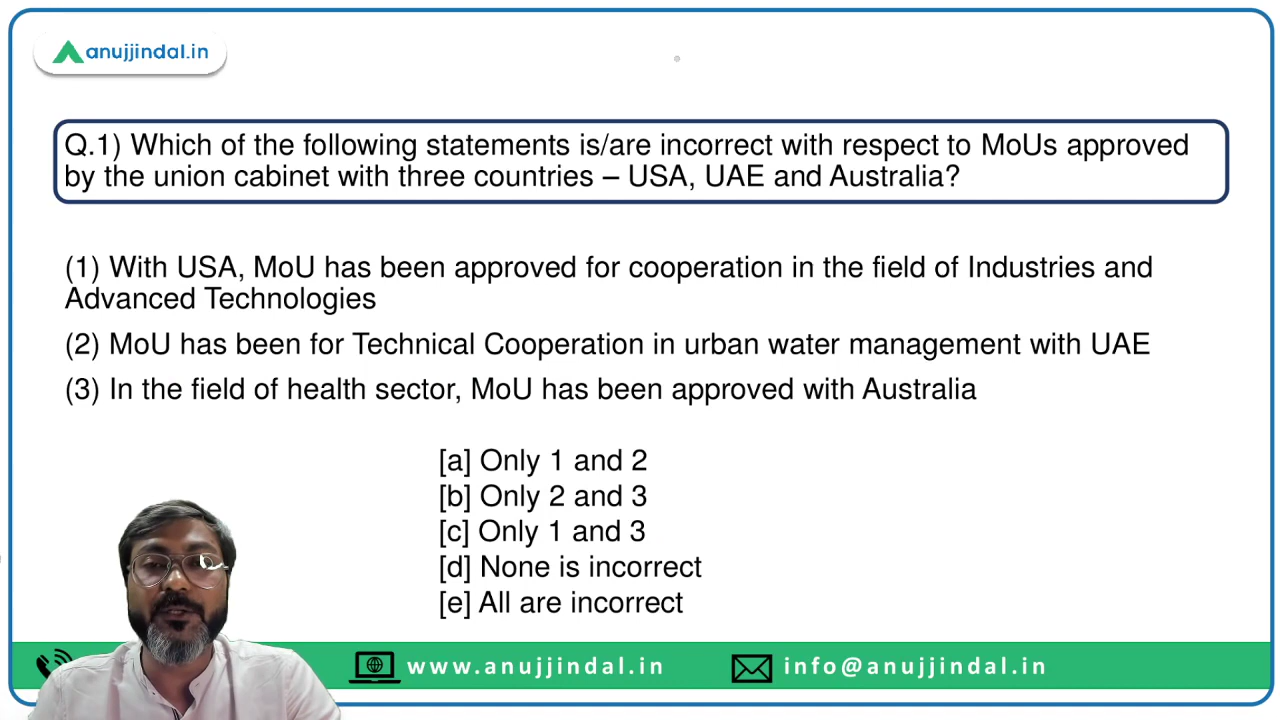 anujjindal.in
Q.1) Which of the following statements is/are incorrect with respect to MoUs approved
by the union cabinet with three countries – USA, UAE and Australia?
(1) With USA, MoU has been approved for cooperation in the field of Industries and
Advanced Technologies
(2) MoU has been for Technical Cooperation in urban water management with UAE
(3) In the field of health sector, MoU has been approved with Australia
[a] Only 1 and 2
[b] Only 2 and 3
[c] Only 1 and 3
[d] None is incorrect
[e] All are incorrect
www.anujjindal.in
info@anujjindal.in